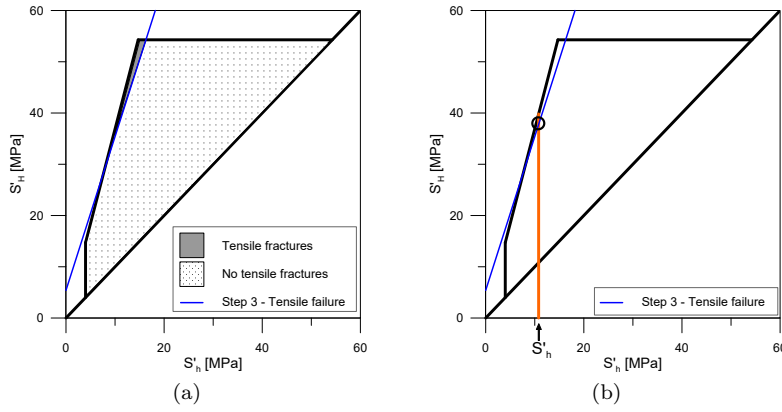 60
40
20
0
S'H [MPa]
Tensile fractures
No tensile fractures
Step 3 - Tensile failure
0 20 40 60
S'h [MPa]
(a)
60
40
20
0
S'H [MPa]
Step 3 - Tensile failure
0 20 40 60
S'h
S'h [MPa]
(b)